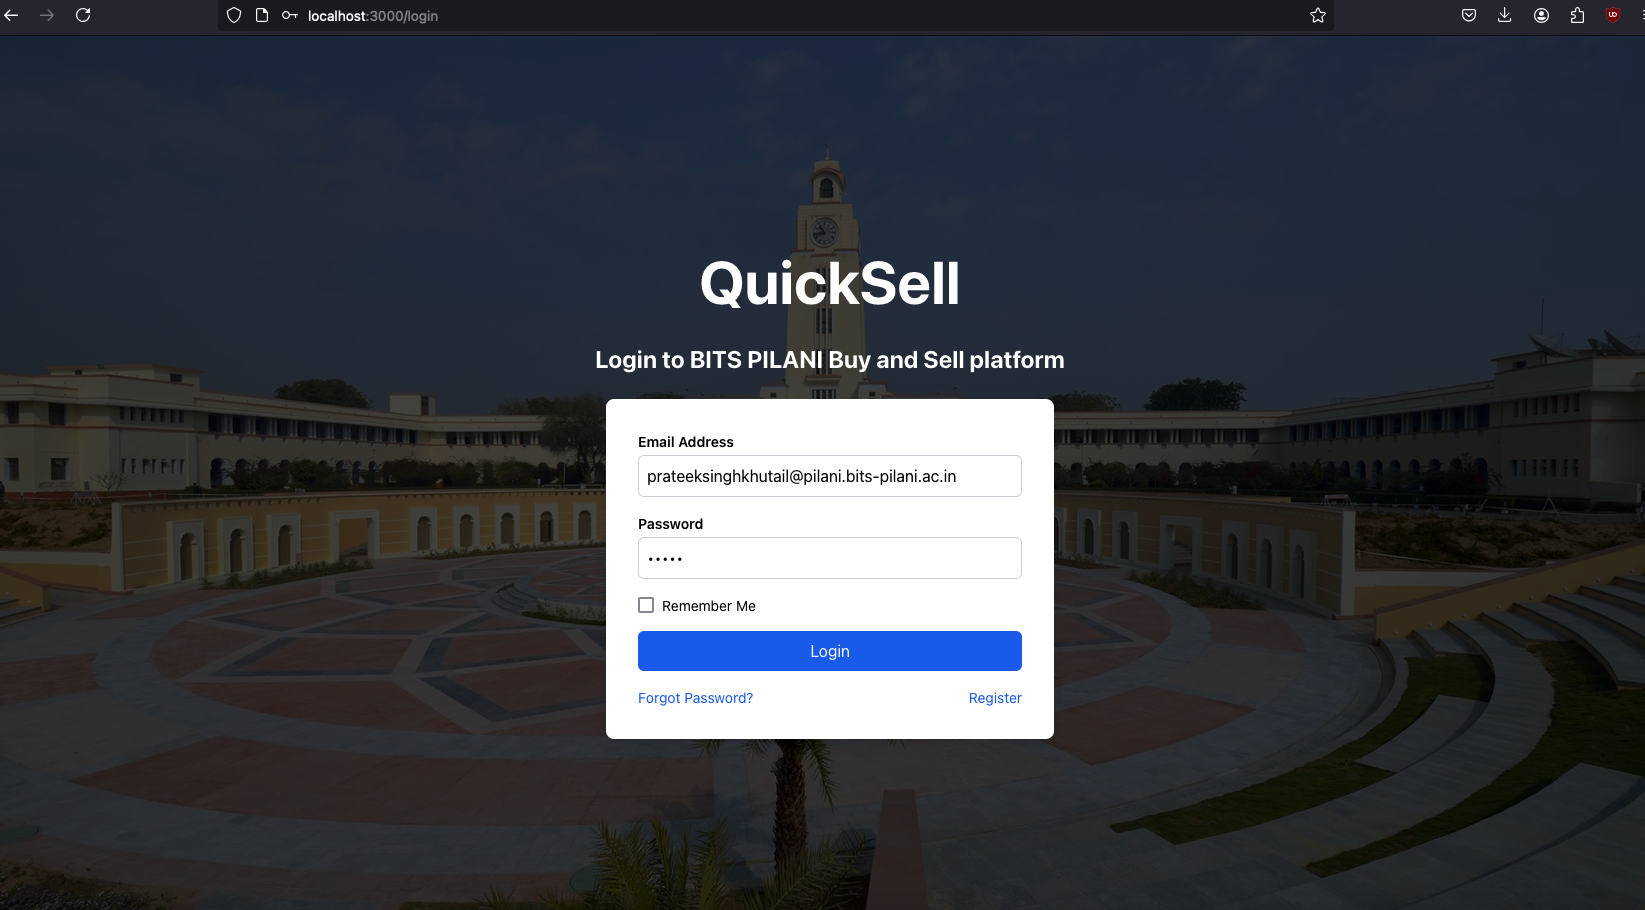 localhost:3000/login
QuickSell
Login to BITS PILANI Buy and Sell platform
Email Address
prateeksinghkhutail@pilani.bits-pilani.ac.in
Password
•••••
Remember Me
Login
Forgot Password? Register